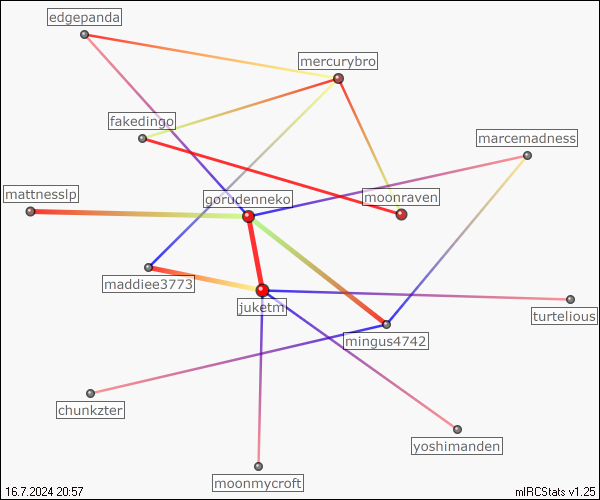 edgepanda
mercurybro
fakedingo
marcemadness
mattnesslp
gorudenneko
moonraven
maddiee3773
juketm
turtelious
mingus4742
chunkzter
yoshimanden
moonmycroft
16.7.2024 20:57
mIRCStats v1.25